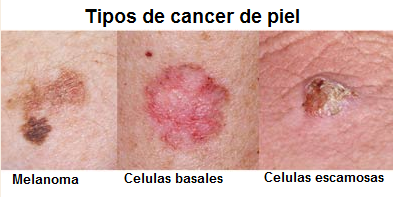 Tipos de cancer de piel
Melanoma
Celulas basales
Celulas escamosas